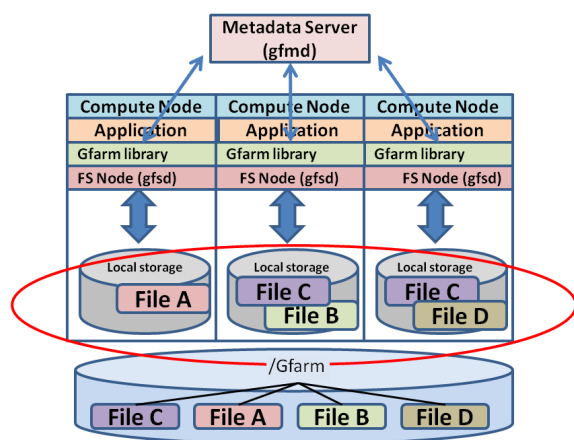 Metadata Server
(gfmd)
Compute Node Compute Node Compute Node
Application Application Application
Gfarm library Gfarm library Gfarm library
FS Node (gfsd) FS Node (gfsd) FS Node (gfsd)
Local storage Local storage Local storage
File A File C File C
File B File D
/Gfarm
File C File A File B File D